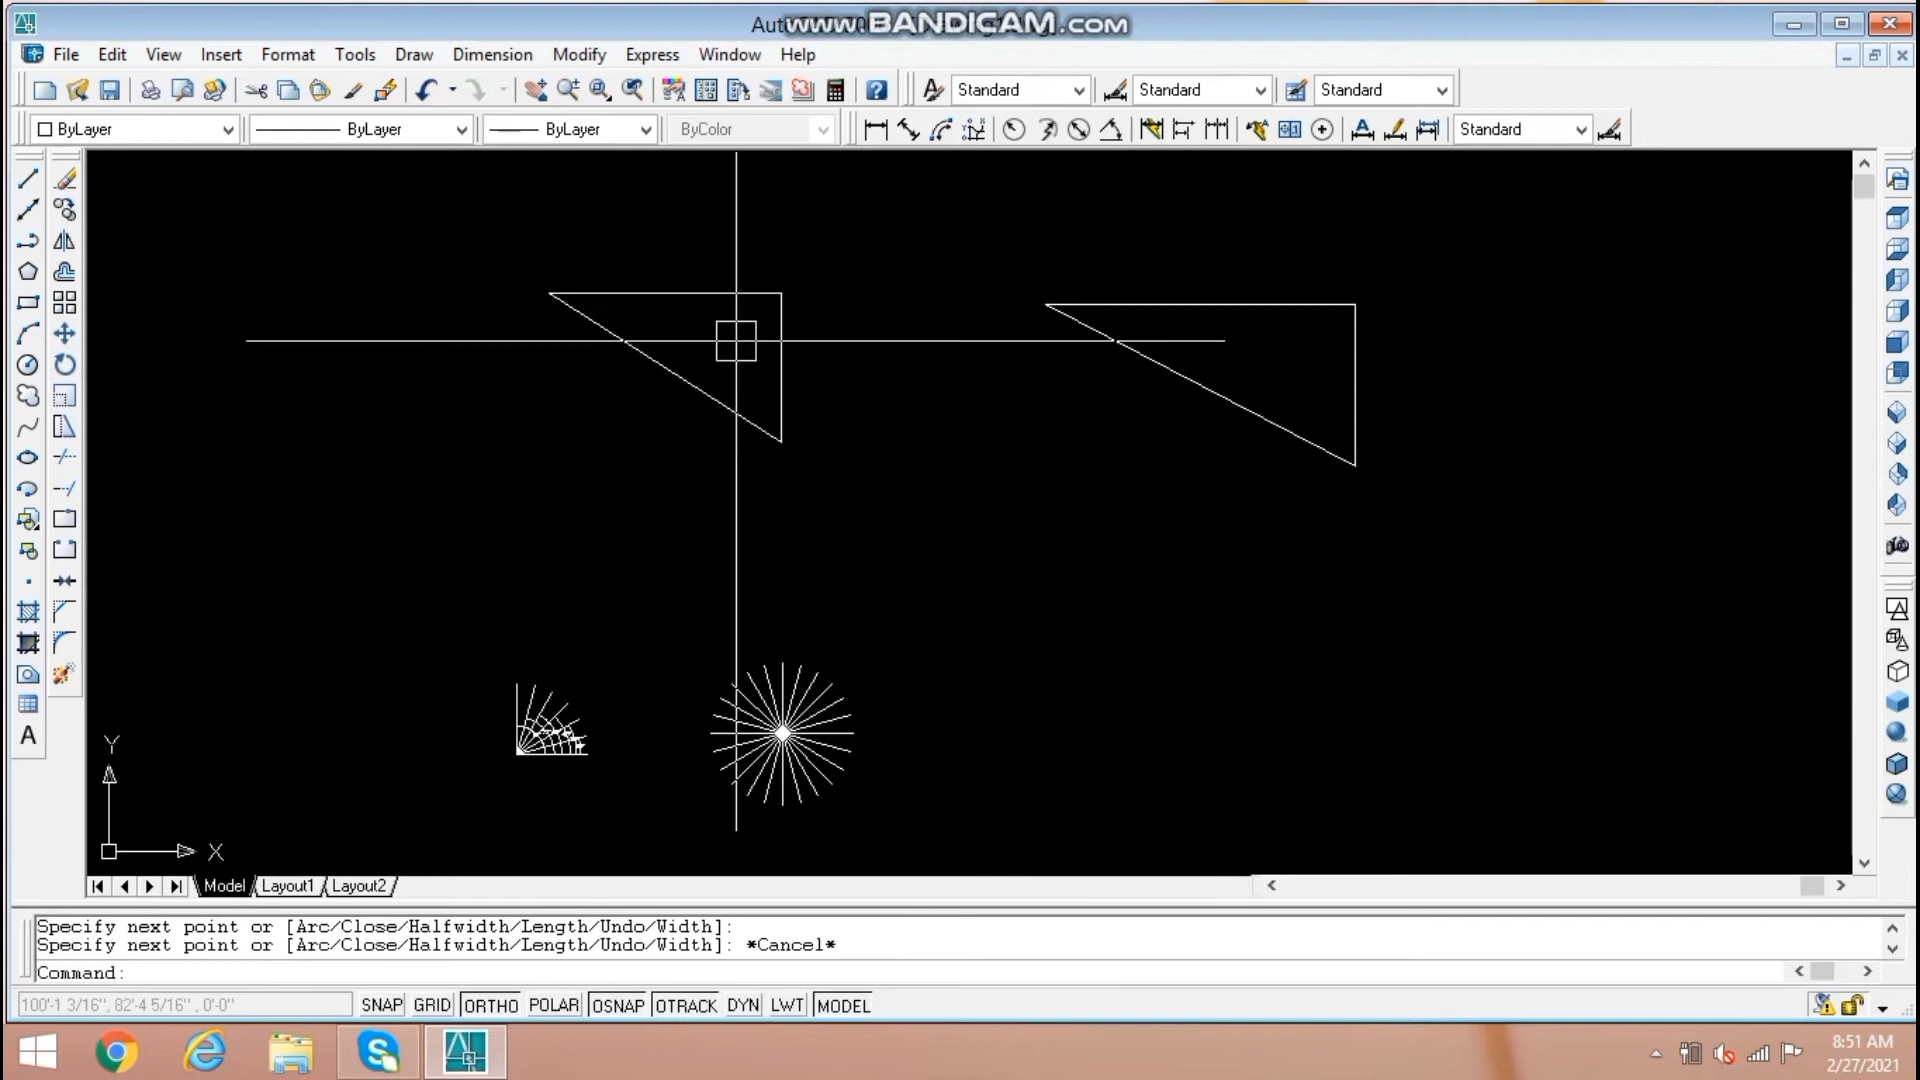 Auto
www.BANDICAM.com
File Edit View Insert Format Tools Draw Dimension Modify Express Window Help
Standard Standard Standard
ByLayer ByLayer ByLayer ByColor Standard
A
Y
X
Model Layout1 Layout2
Specify next point or [Arc/Close/Halfwidth/Length/Undo/Width]:
Specify next point or [Arc/Close/Halfwidth/Length/Undo/Width]: *Cancel*
Command:
100'-1 3/16", 82'-4 5/16", 0'-0" SNAP GRID ORTHO POLAR OSNAP OTRACK DYN LWT MODEL
8:51 AM
2/27/2021